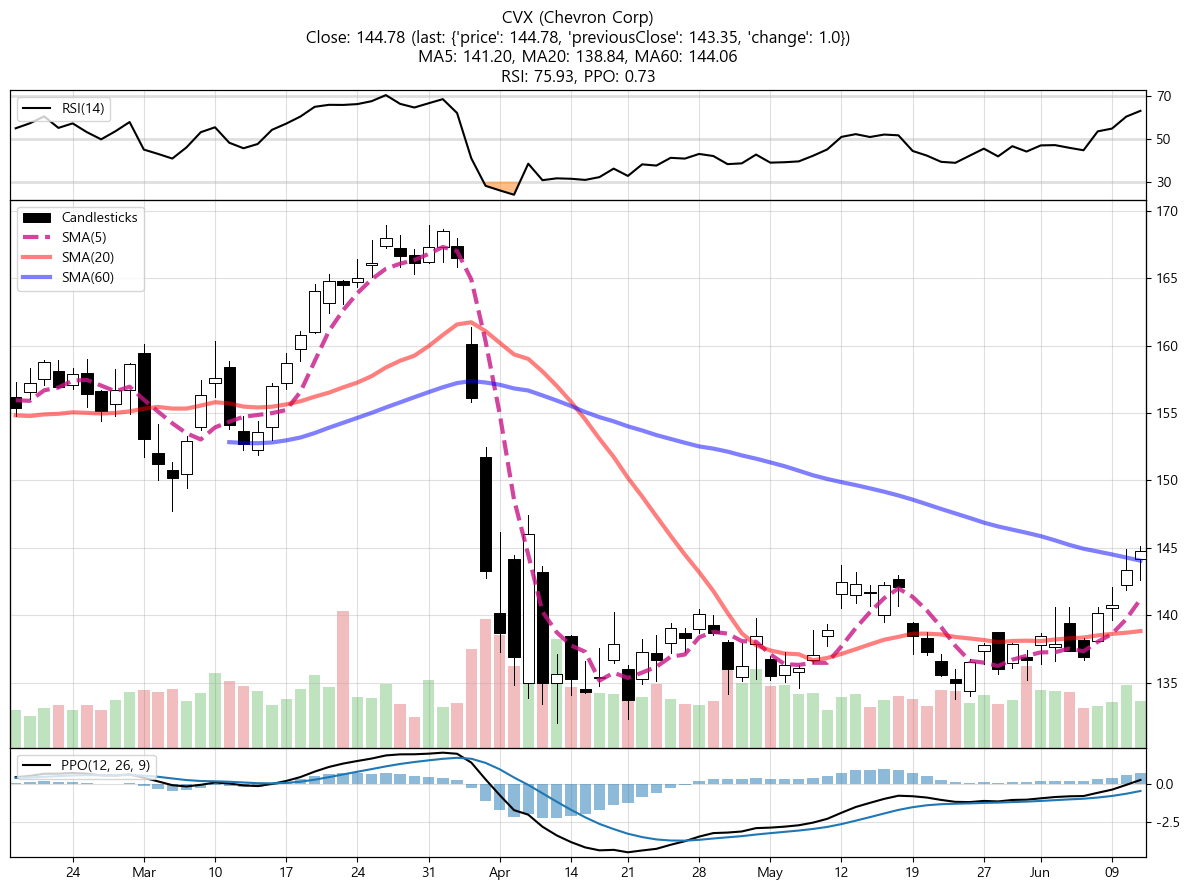 CVX (Chevron Corp)
Close: 144.78 (last: {'price': 144.78, 'previousClose': 143.35, 'change': 1.0})
MA5: 141.20, MA20: 138.84, MA60: 144.06
RSI: 75.93, PPO: 0.73
RSI(14)
70
50
30
Candlesticks
SMA(5)
SMA(20)
SMA(60)
170
165
160
155
150
145
140
135
PPO(12, 26, 9)
0.0
−2.5
24 Mar 10 17 24 31 Apr 14 21 28 May 12 19 27 Jun 09